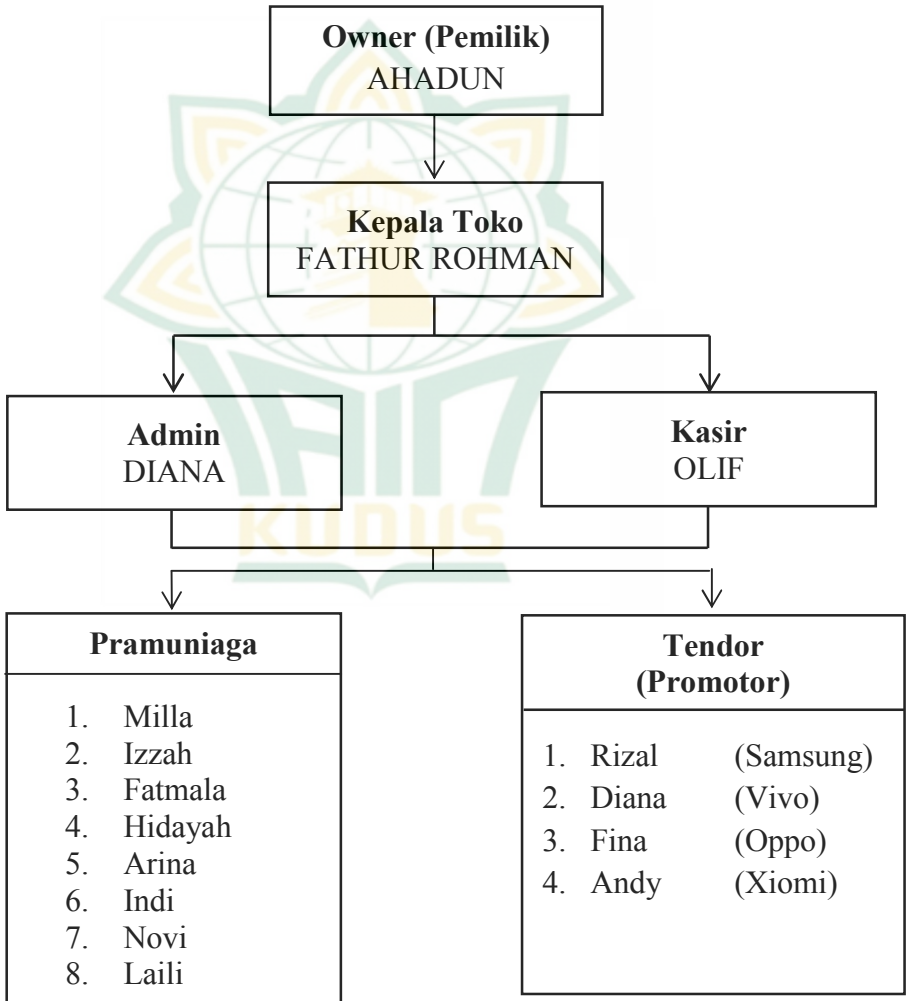 Owner (Pemilik)
AHADUN
Kepala Toko
FATHUR ROHMAN
Admin
DIANA
Kasir
OLIF
Pramuniaga
1. Milla
2. Izzah
3. Fatmala
4. Hidayah
5. Arina
6. Indi
7. Novi
8. Laili
Tendor
(Promotor)
1. Rizal (Samsung)
2. Diana (Vivo)
3. Fina (Oppo)
4. Andy (Xiomi)
IAIN
KUDUS